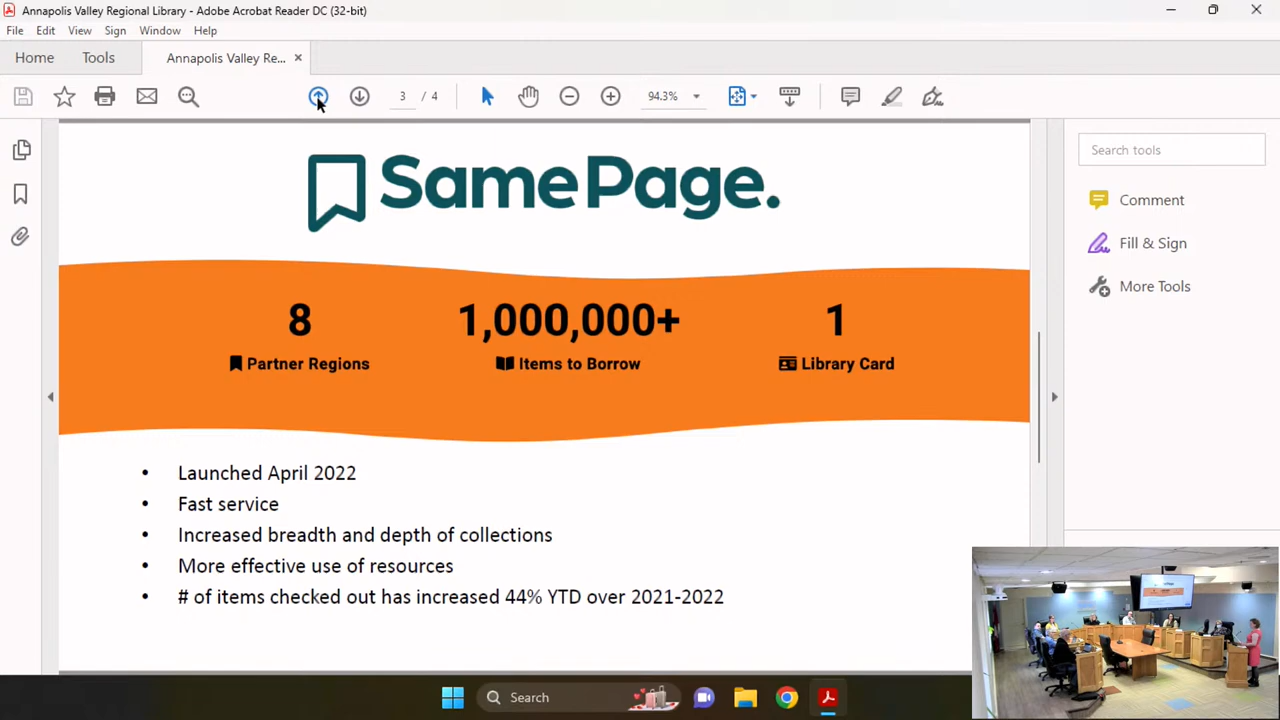 Annapolis Valley Regional Library - Adobe Acrobat Reader DC (32-bit)
File Edit View Sign Window Help
Home Tools Annapolis Valley Re...
3 / 4 94.3%
Search tools
Comment
Fill & Sign
More Tools
SamePage.
8 1,000,000+ 1
Partner Regions Items to Borrow Library Card
• Launched April 2022
• Fast service
• Increased breadth and depth of collections
• More effective use of resources
• # of items checked out has increased 44% YTD over 2021-2022
Search